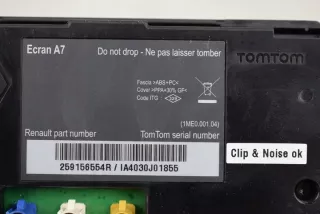 Ecran A7
Do not drop - Ne pas laisser tomber
TOMTOM
Fascia >ABS+PC<
Cover >PPA+30% GF<
Code:ITG
(1ME0.001.04)
Renault part number
TomTom serial number
Clip & Noise ok
259156554R / IA4030J01855